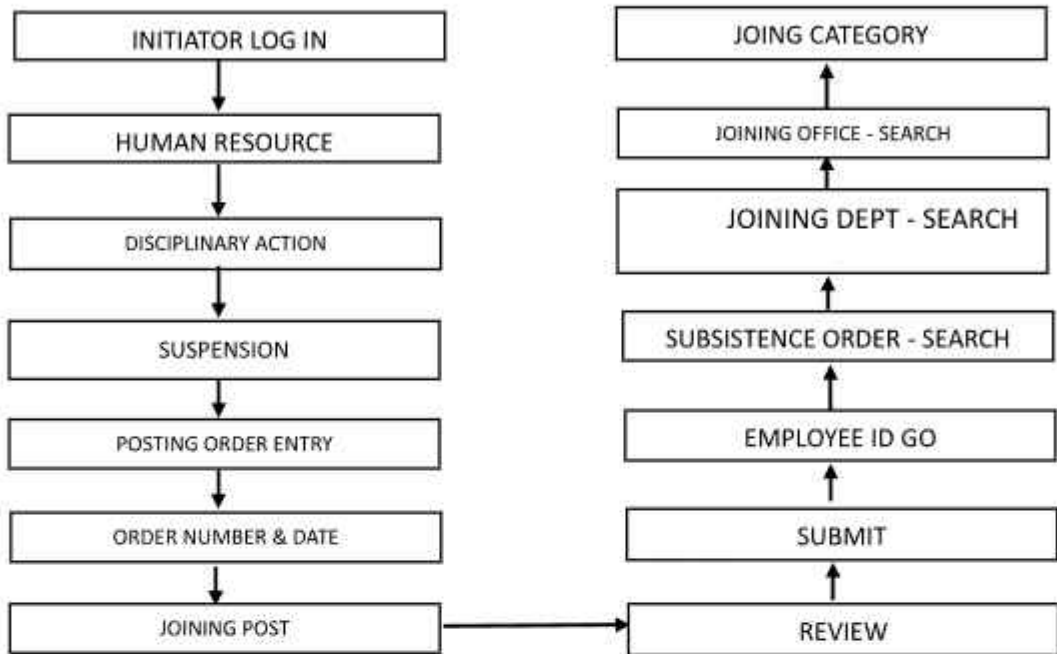 INITIATOR LOG IN
HUMAN RESOURCE
DISCIPLINARY ACTION
SUSPENSION
POSTING ORDER ENTRY
ORDER NUMBER & DATE
JOINING POST
JOING CATEGORY
JOINING OFFICE - SEARCH
JOINING DEPT - SEARCH
SUBSISTENCE ORDER - SEARCH
EMPLOYEE ID GO
SUBMIT
REVIEW